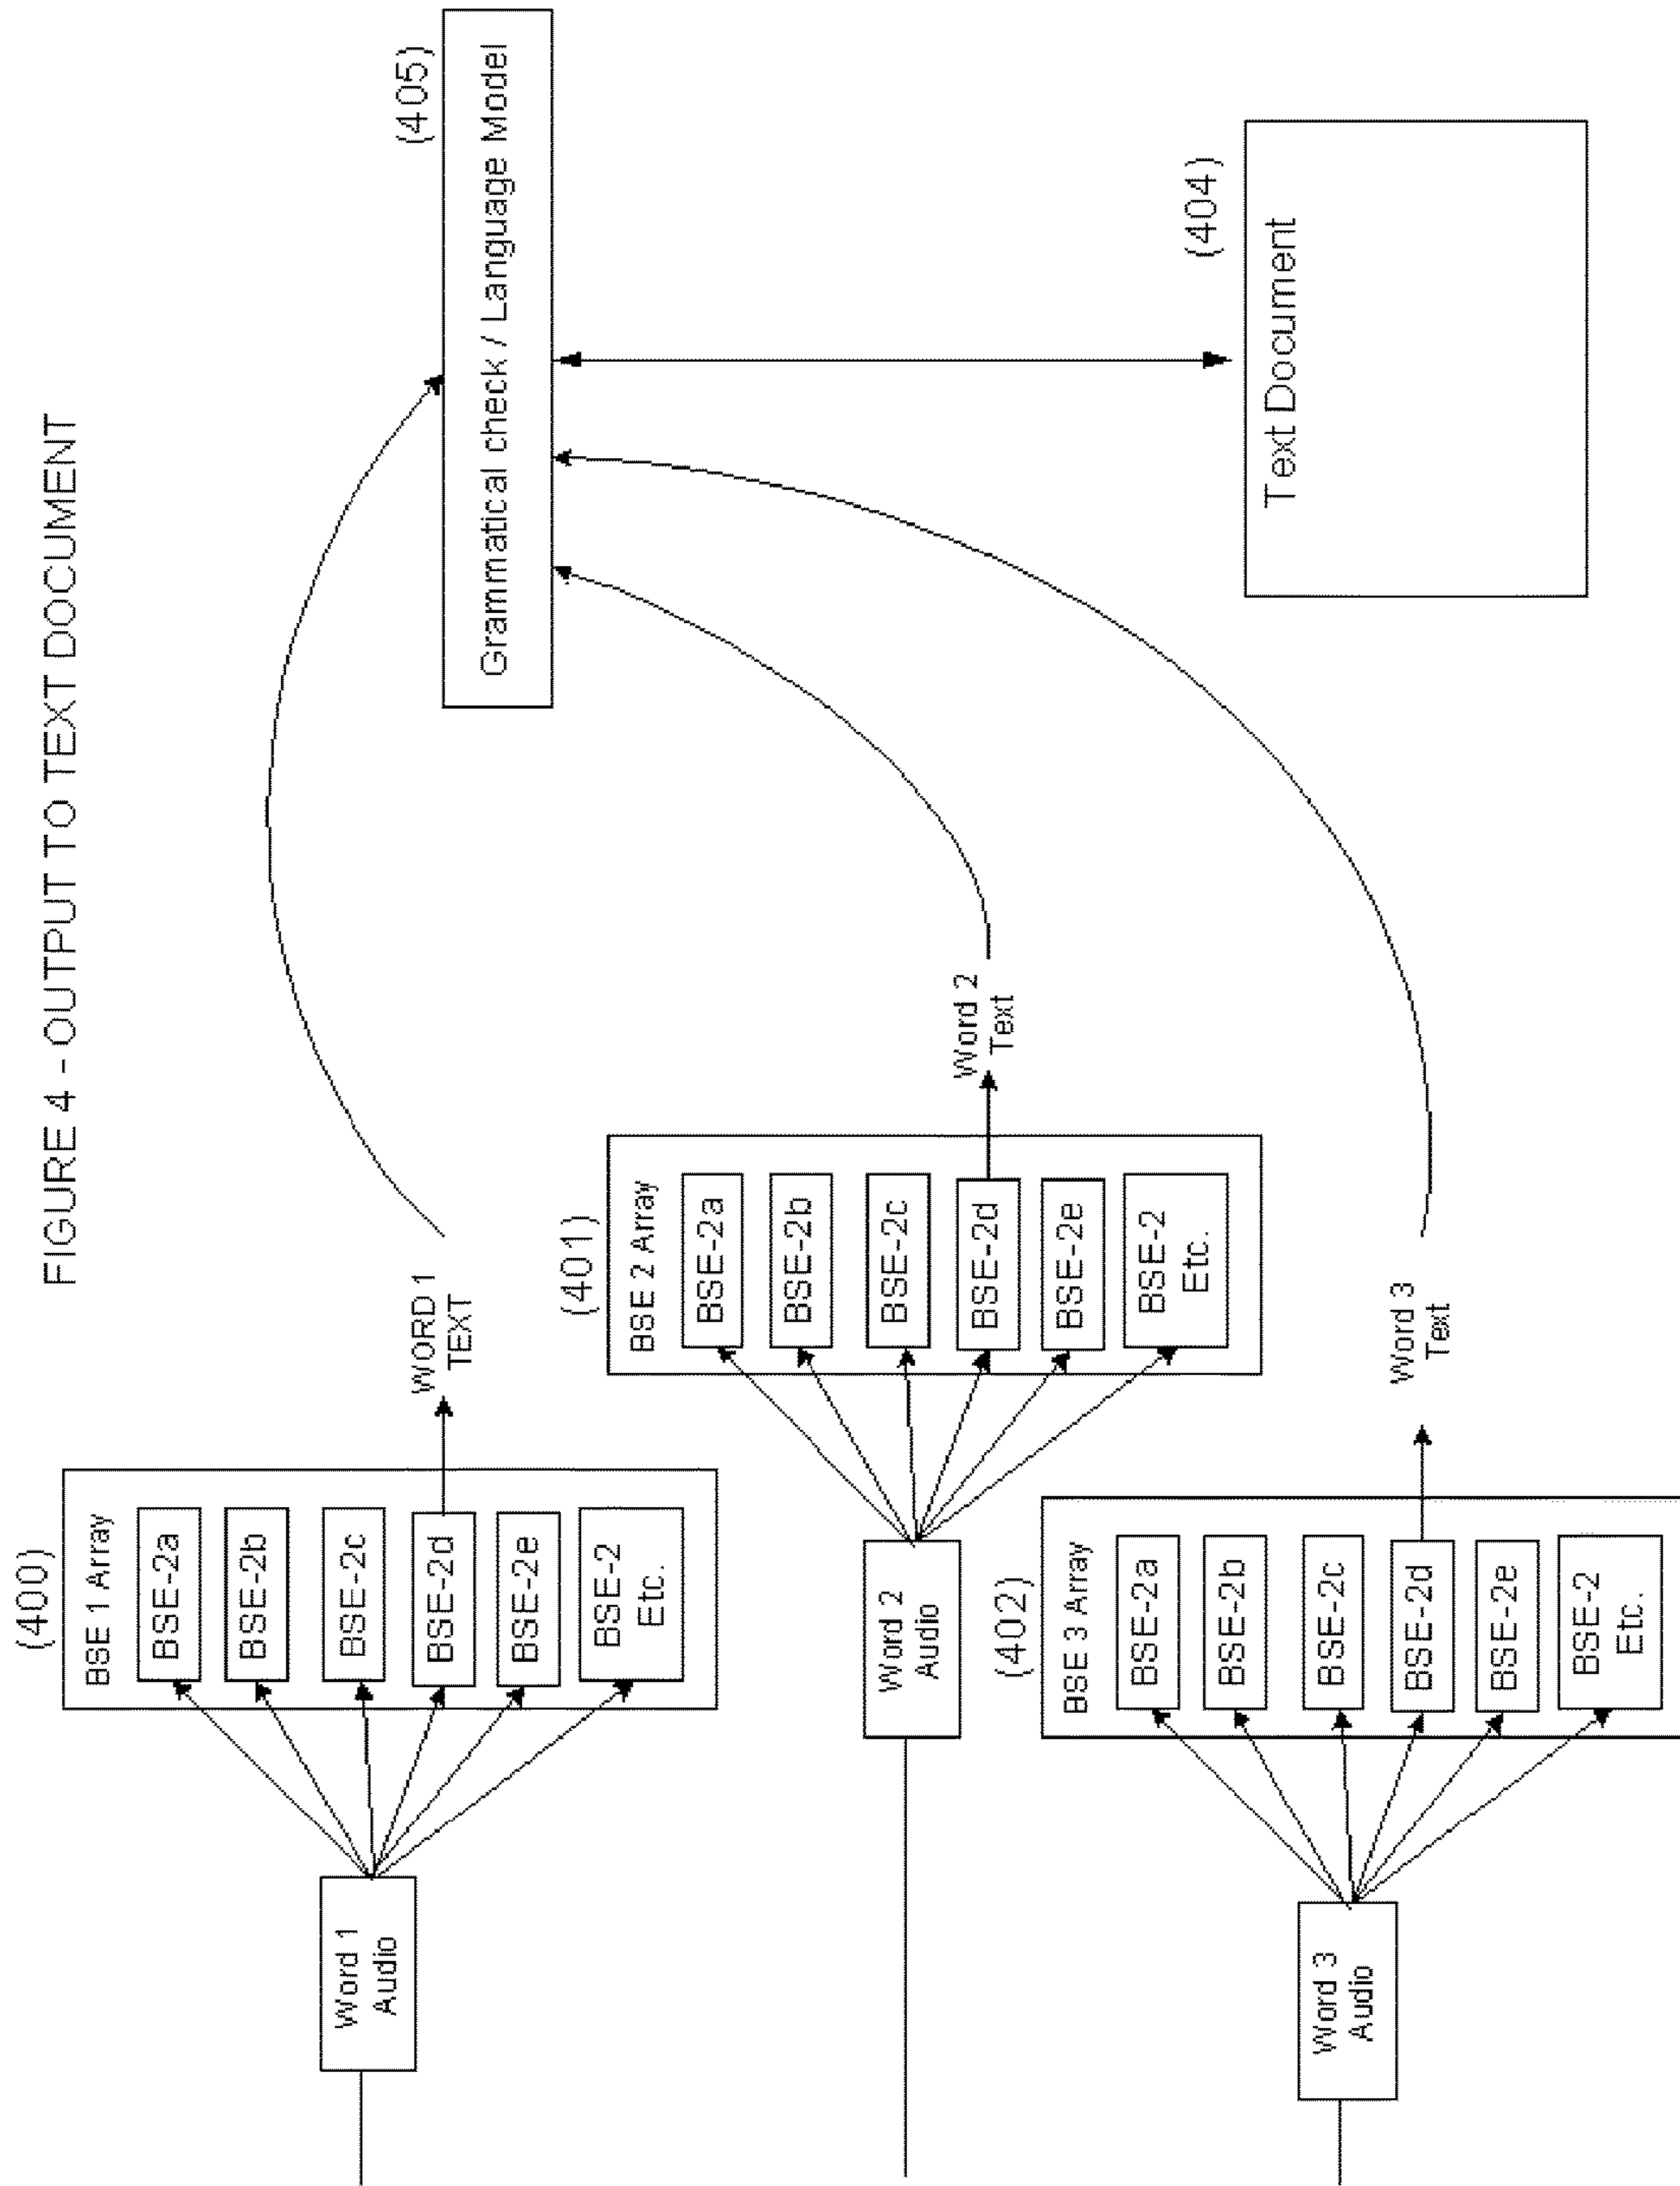 FIGURE 4 - OUTPUT TO TEXT DOCUMENT
(400)
BSE 1 Array
BSE-2a
BSE-2b
BSE-2c
BSE-2d
BSE-2e
BSE-2
Etc.
Word 1
Audio
WORD 1
TEXT
(405)
Grammatical check / Language Model
(401)
BSE 2 Array
BSE-2a
BSE-2b
BSE-2c
BSE-2d
BSE-2e
BSE-2
Etc.
Word 2
Audio
Word 2
Text
(402)
BSE 3 Array
BSE-2a
BSE-2b
BSE-2c
BSE-2d
BSE-2e
BSE-2
Etc.
Word 3
Audio
Word 3
Text
(404)
Text Document